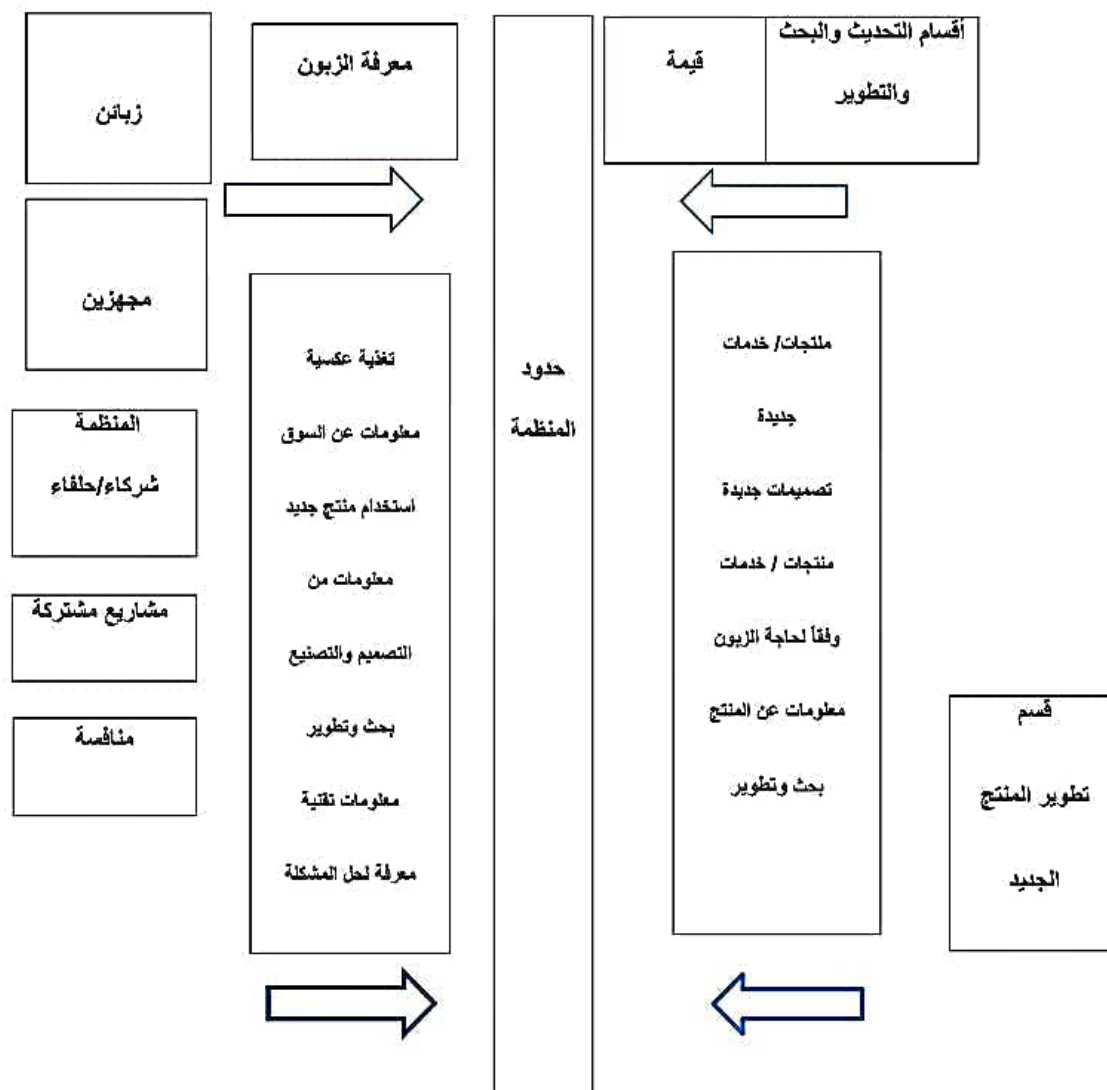 أقسام التحديث والبحث
والتطوير
قيمة
معرفة الزبون
زبائن
مجهزين
المنظمة
شركاء/حلفاء
مشاريع مشتركة
منافسة
تغذية عكسية
معلومات عن السوق
استخدام منتج جديد
معلومات من
التصميم والتصنيع
بحث وتطوير
معلومات تقنية
معرفة لحل المشكلة
حدود
المنظمة
منتجات/ خدمات
جديدة
تصميمات جديدة
منتجات / خدمات
وفقاً لحاجة الزبون
معلومات عن المنتج
بحث وتطوير
قسم
تطوير المنتج
الجديد